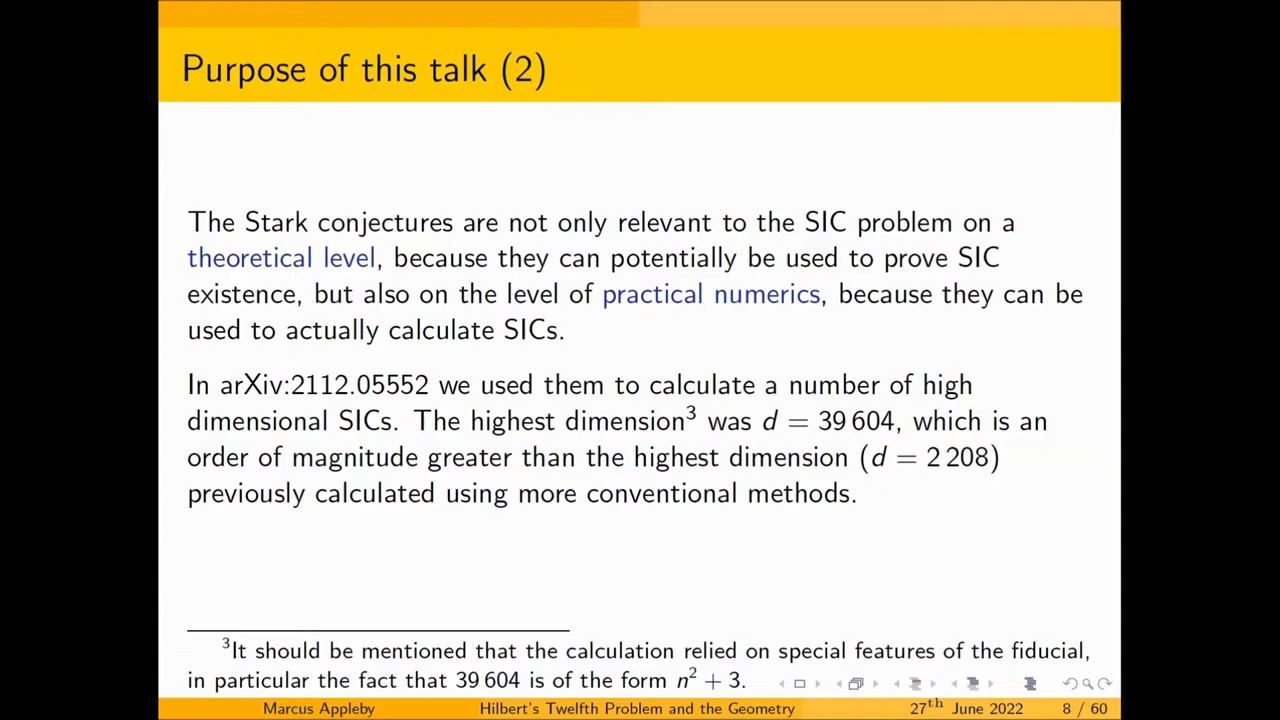 Purpose of this talk (2)
The Stark conjectures are not only relevant to the SIC problem on a
theoretical level, because they can potentially be used to prove SIC
existence, but also on the level of practical numerics, because they can be
used to actually calculate SICs.
In arXiv:2112.05552 we used them to calculate a number of high
dimensional SICs. The highest dimension³ was d = 39 604, which is an
order of magnitude greater than the highest dimension (d = 2 208)
previously calculated using more conventional methods.
³It should be mentioned that the calculation relied on special features of the fiducial,
in particular the fact that 39 604 is of the form n² + 3.
Marcus Appleby Hilbert's Twelfth Problem and the Geometry 27th June 2022 8 / 60